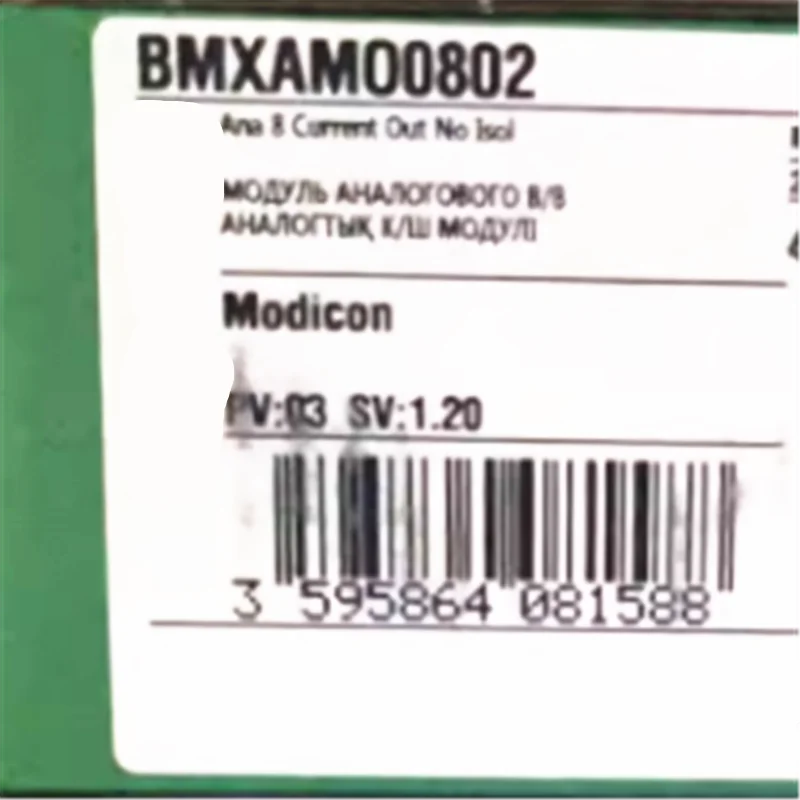 BMXAMO0802
Ana 8 Current Out No Isol
МОДУЛЬ АНАЛОГОВОГО В/В
АНАЛОГТЫҚ К/Ш МОДУЛІ
Modicon
PV:03 SV:1.20
3 595864 081588